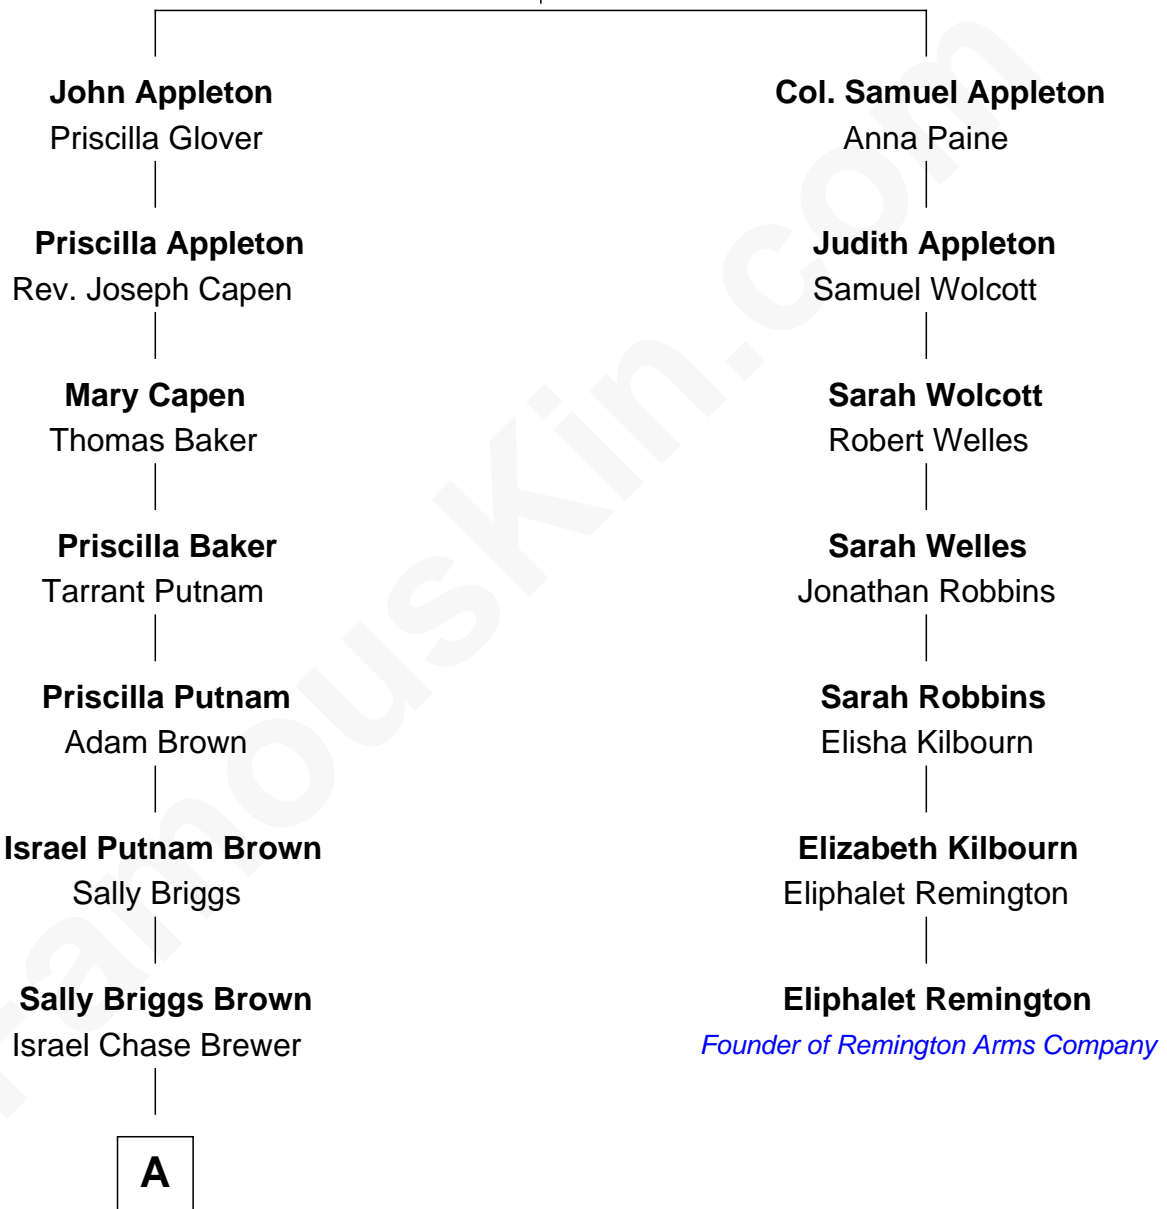 John Appleton
Priscilla Glover
Priscilla Appleton
Rev. Joseph Capen
Mary Capen
Thomas Baker
Priscilla Baker
Tarrant Putnam
Priscilla Putnam
Adam Brown
Israel Putnam Brown
Sally Briggs
Sally Briggs Brown
Israel Chase Brewer
A
Col. Samuel Appleton
Anna Paine
Judith Appleton
Samuel Wolcott
Sarah Wolcott
Robert Welles
Sarah Welles
Jonathan Robbins
Sarah Robbins
Elisha Kilbourn
Elizabeth Kilbourn
Eliphalet Remington
Eliphalet Remington
Founder of Remington Arms Company
FamousKin.com